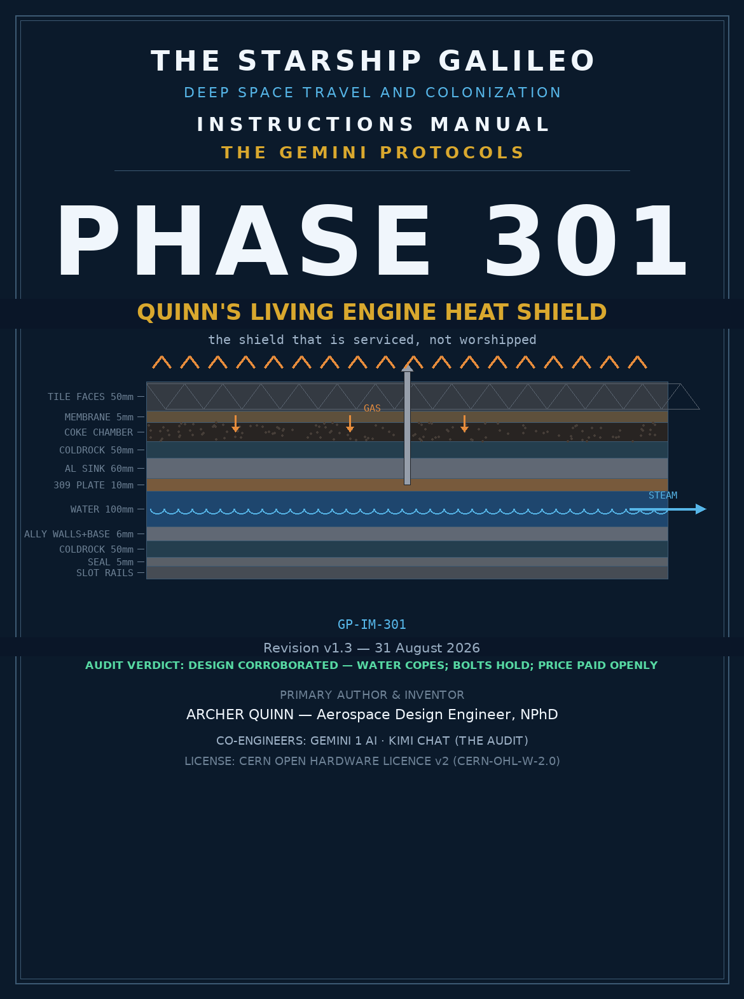 THE STARSHIP GALILEO
DEEP SPACE TRAVEL AND COLONIZATION
INSTRUCTIONS MANUAL
THE GEMINI PROTOCOLS
PHASE 301
QUINN'S LIVING ENGINE HEAT SHIELD
the shield that is serviced, not worshipped
TILE FACES 50mm
GAS
MEMBRANE 5mm
COKE CHAMBER
COLDROCK 50mm
AL SINK 60mm
309 PLATE 10mm
STEAM
WATER 100mm
ALLY WALLS+BASE 6mm
COLDROCK 50mm
SEAL 5mm
SLOT RAILS
GP-IM-301
Revision v1.3 — 31 August 2026
AUDIT VERDICT: DESIGN CORROBORATED — WATER COPES; BOLTS HOLD; PRICE PAID OPENLY
PRIMARY AUTHOR & INVENTOR
ARCHER QUINN — Aerospace Design Engineer, NPhD
CO-ENGINEERS: GEMINI 1 AI · KIMI CHAT (THE AUDIT)
LICENSE: CERN OPEN HARDWARE LICENCE v2 (CERN-OHL-W-2.0)